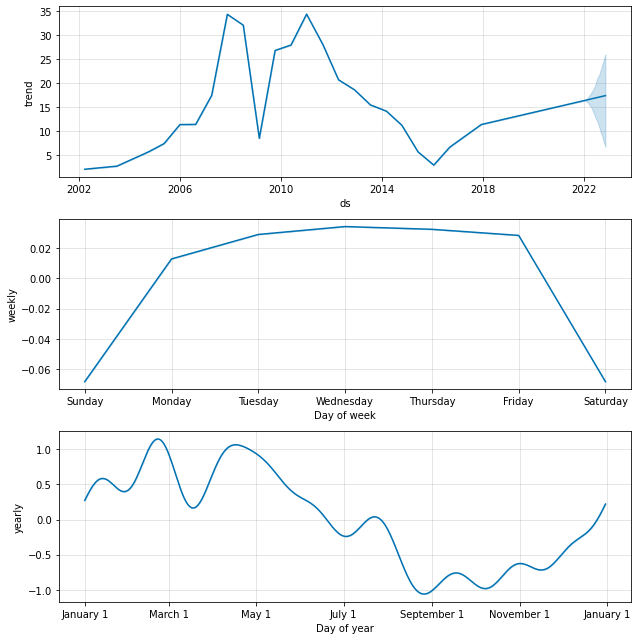 35
30
25
20
15
10
5
trend
2002 2006 2010 2014 2018 2022
ds
0.02
0.00
−0.02
−0.04
−0.06
weekly
Sunday Monday Tuesday Wednesday Thursday Friday Saturday
Day of week
1.0
0.5
0.0
−0.5
−1.0
yearly
January 1 March 1 May 1 July 1 September 1 November 1 January 1
Day of year